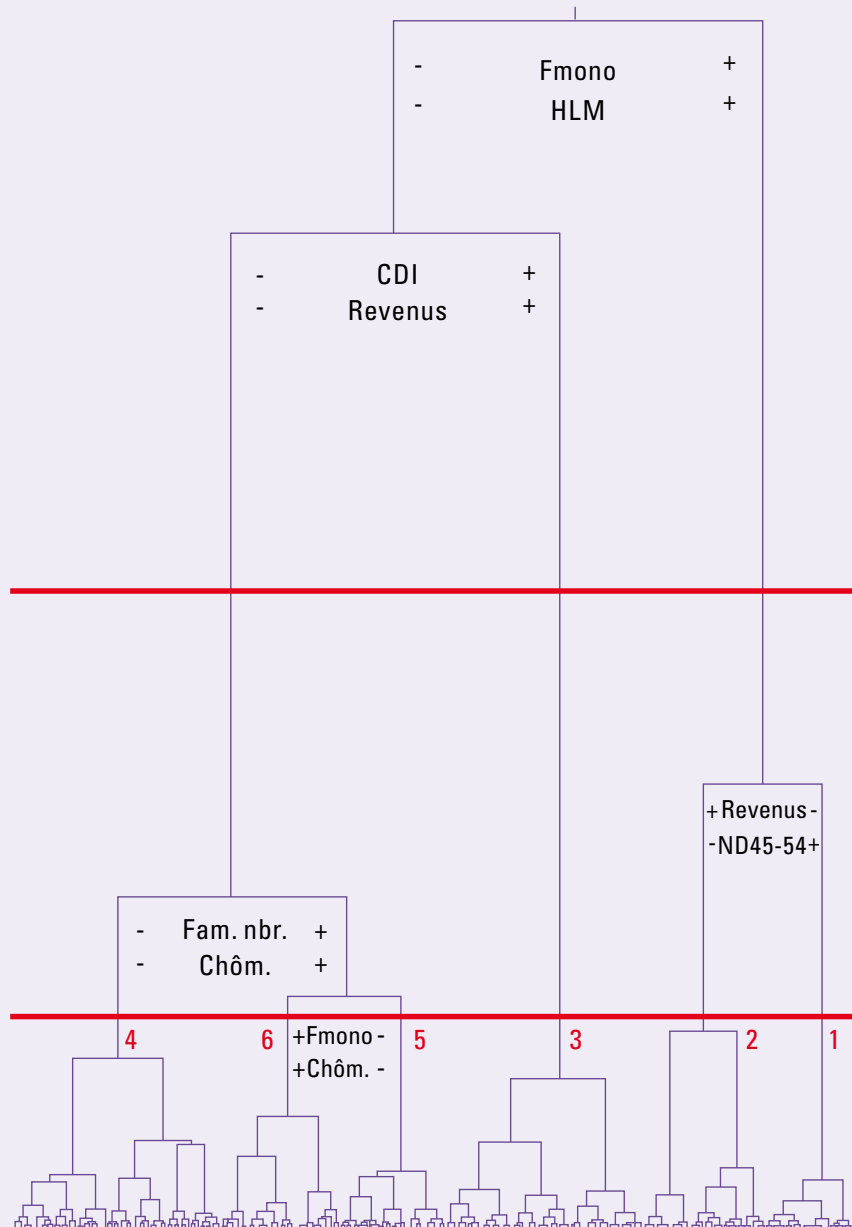 - Fmono +
- HLM +
- CDI +
- Revenus +
+Revenus-
-ND45-54+
- Fam. nbr. +
- Chôm. +
4 6 +Fmono- 5 3 2 1
+Chôm. -